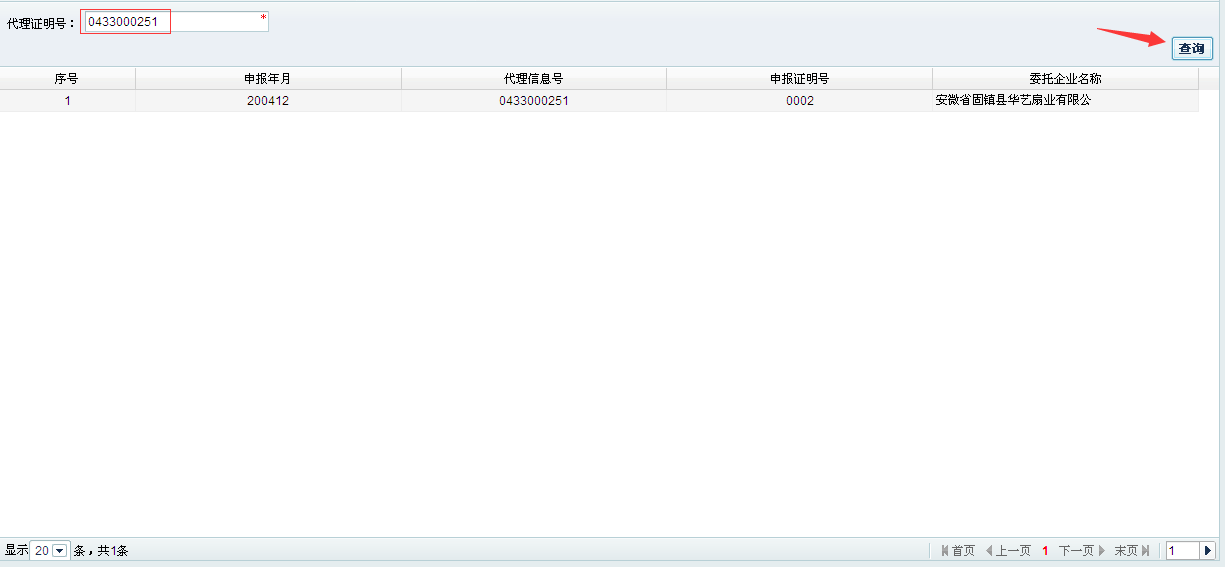 代理证明号： 0433000251 *
查询
序号 申报年月 代理信息号 申报证明号 委托企业名称
1 200412 0433000251 0002 安徽省固镇县华艺扇业有限公
显示 20 条，共1条 首页 上一页 1 下一页 末页 1